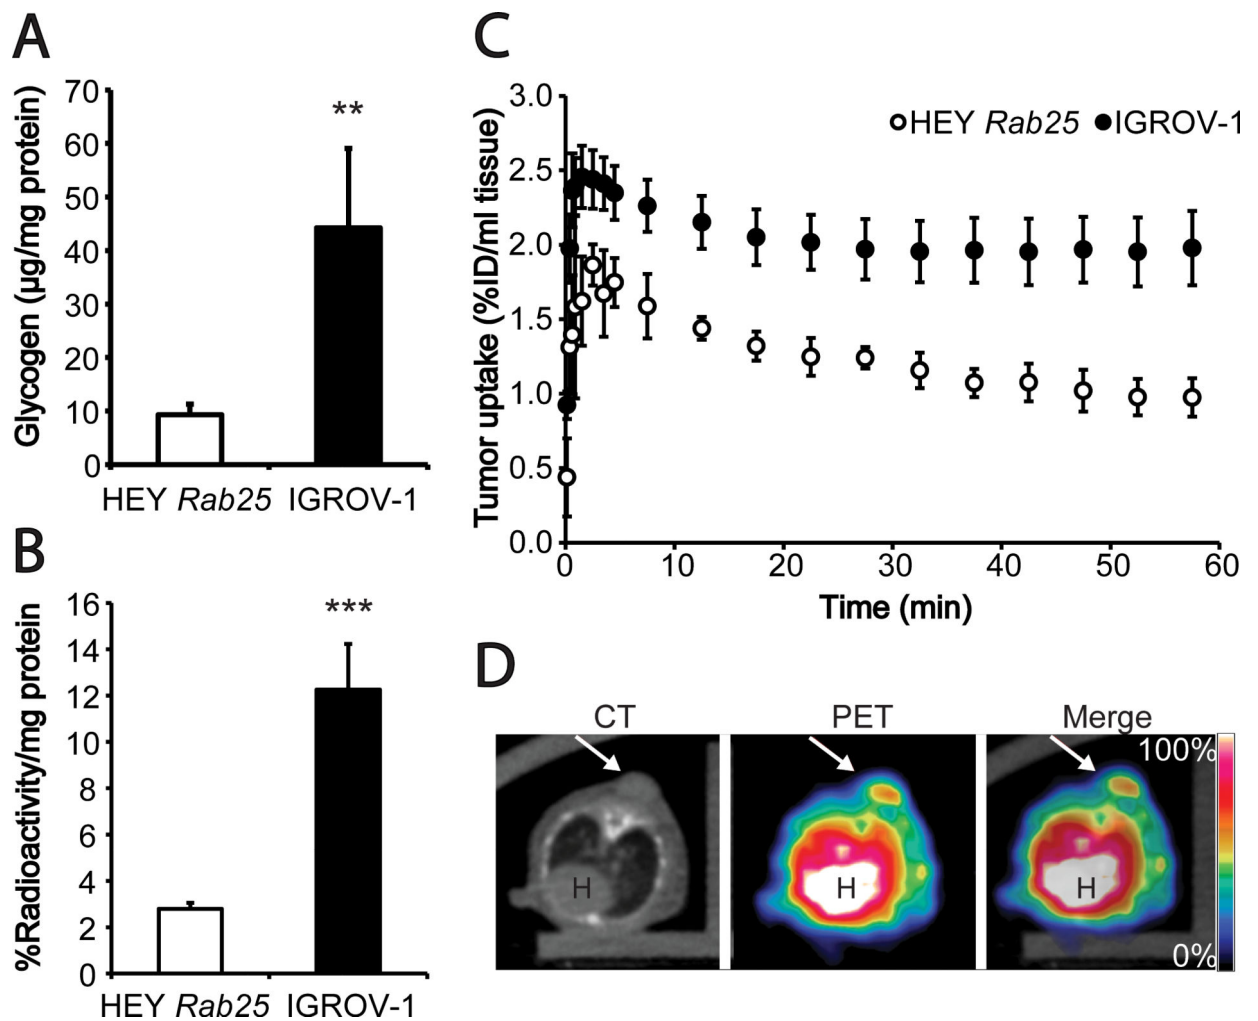 A
Glycogen (µg/mg protein)
70
60
50
40
30
20
10
0
**
HEY Rab25 IGROV-1
B
%Radioactivity/mg protein
16
14
12
10
8
6
4
2
0
***
HEY Rab25 IGROV-1
C
Tumor uptake (%ID/ml tissue)
3.0
2.5
2.0
1.5
1.0
0.5
0.0
HEY Rab25 IGROV-1
0 10 20 30 40 50 60
Time (min)
D
CT PET Merge
100%
H H H
0%